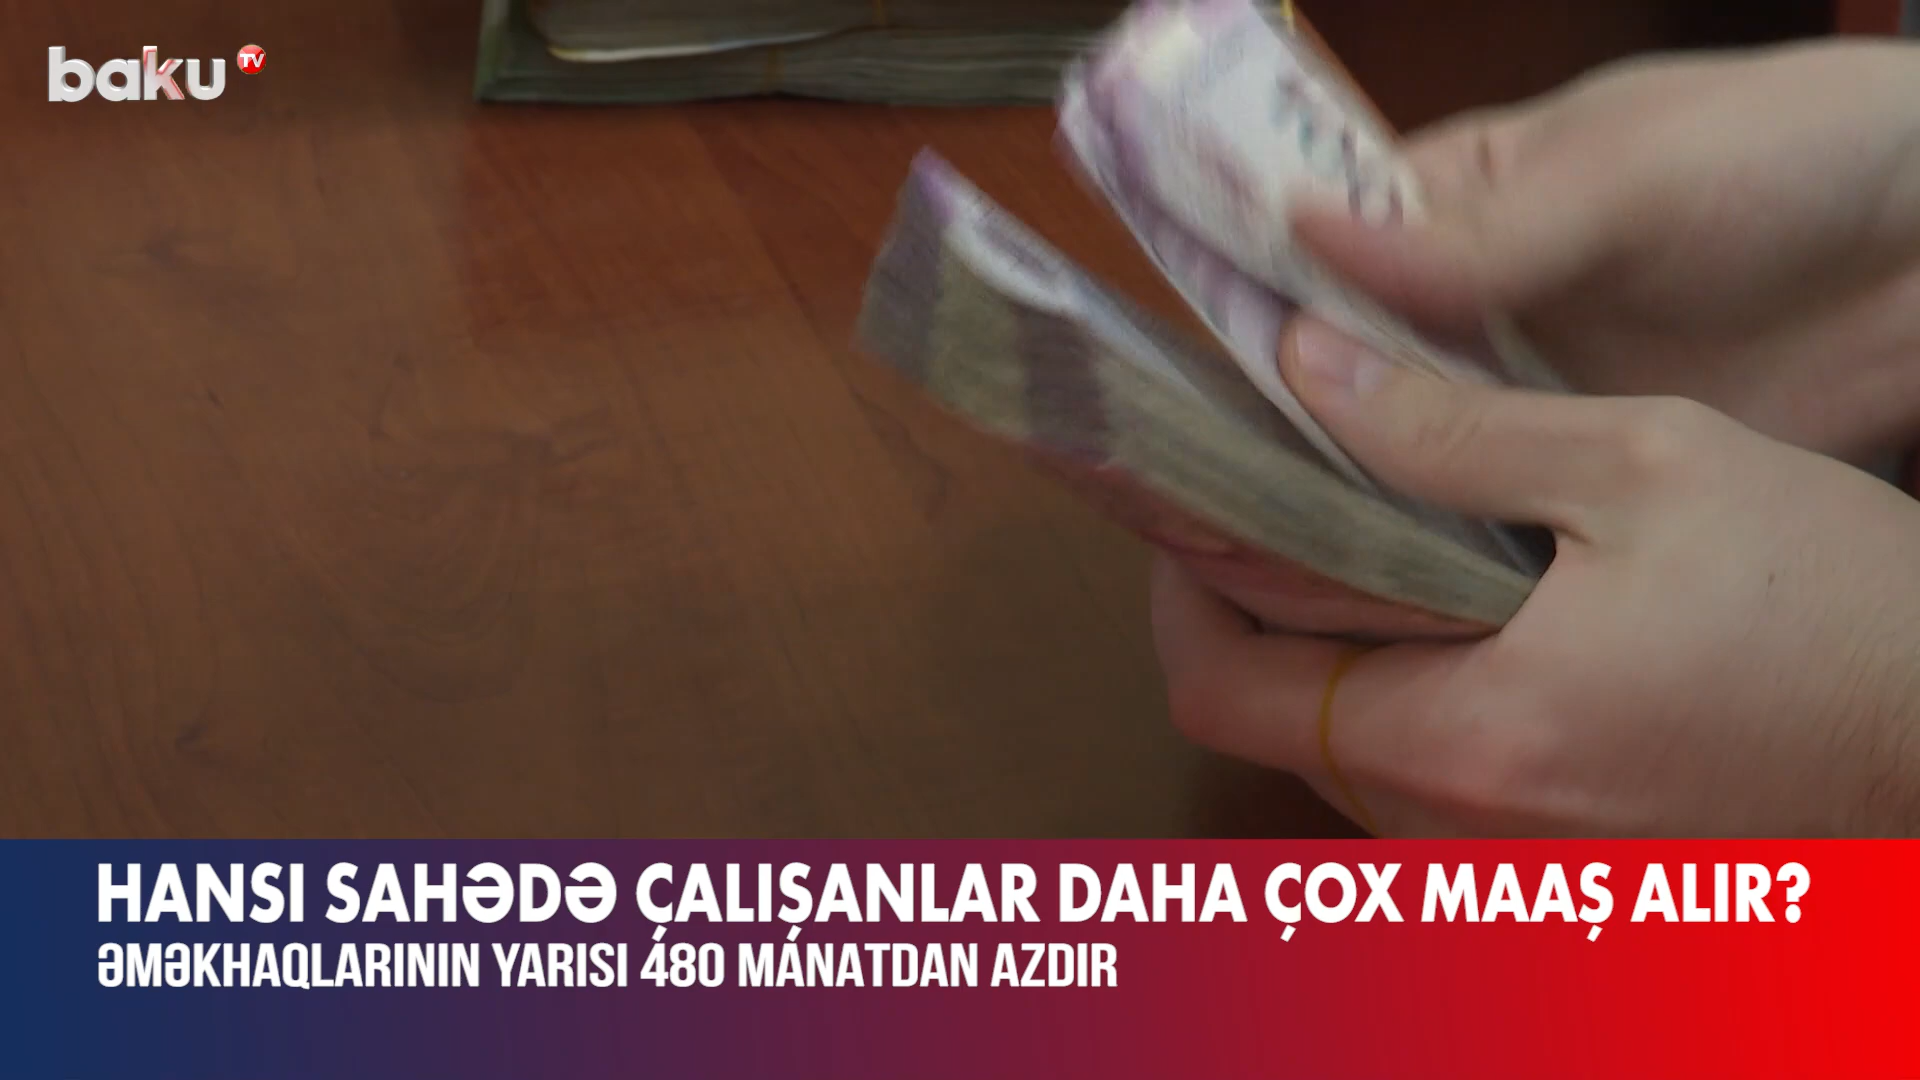 baku TV
HANSI SAHƏDƏ ÇALIŞANLAR DAHA ÇOX MAAŞ ALIR?
ƏMƏKHAQLARININ YARISI 480 MANATDAN AZDIR